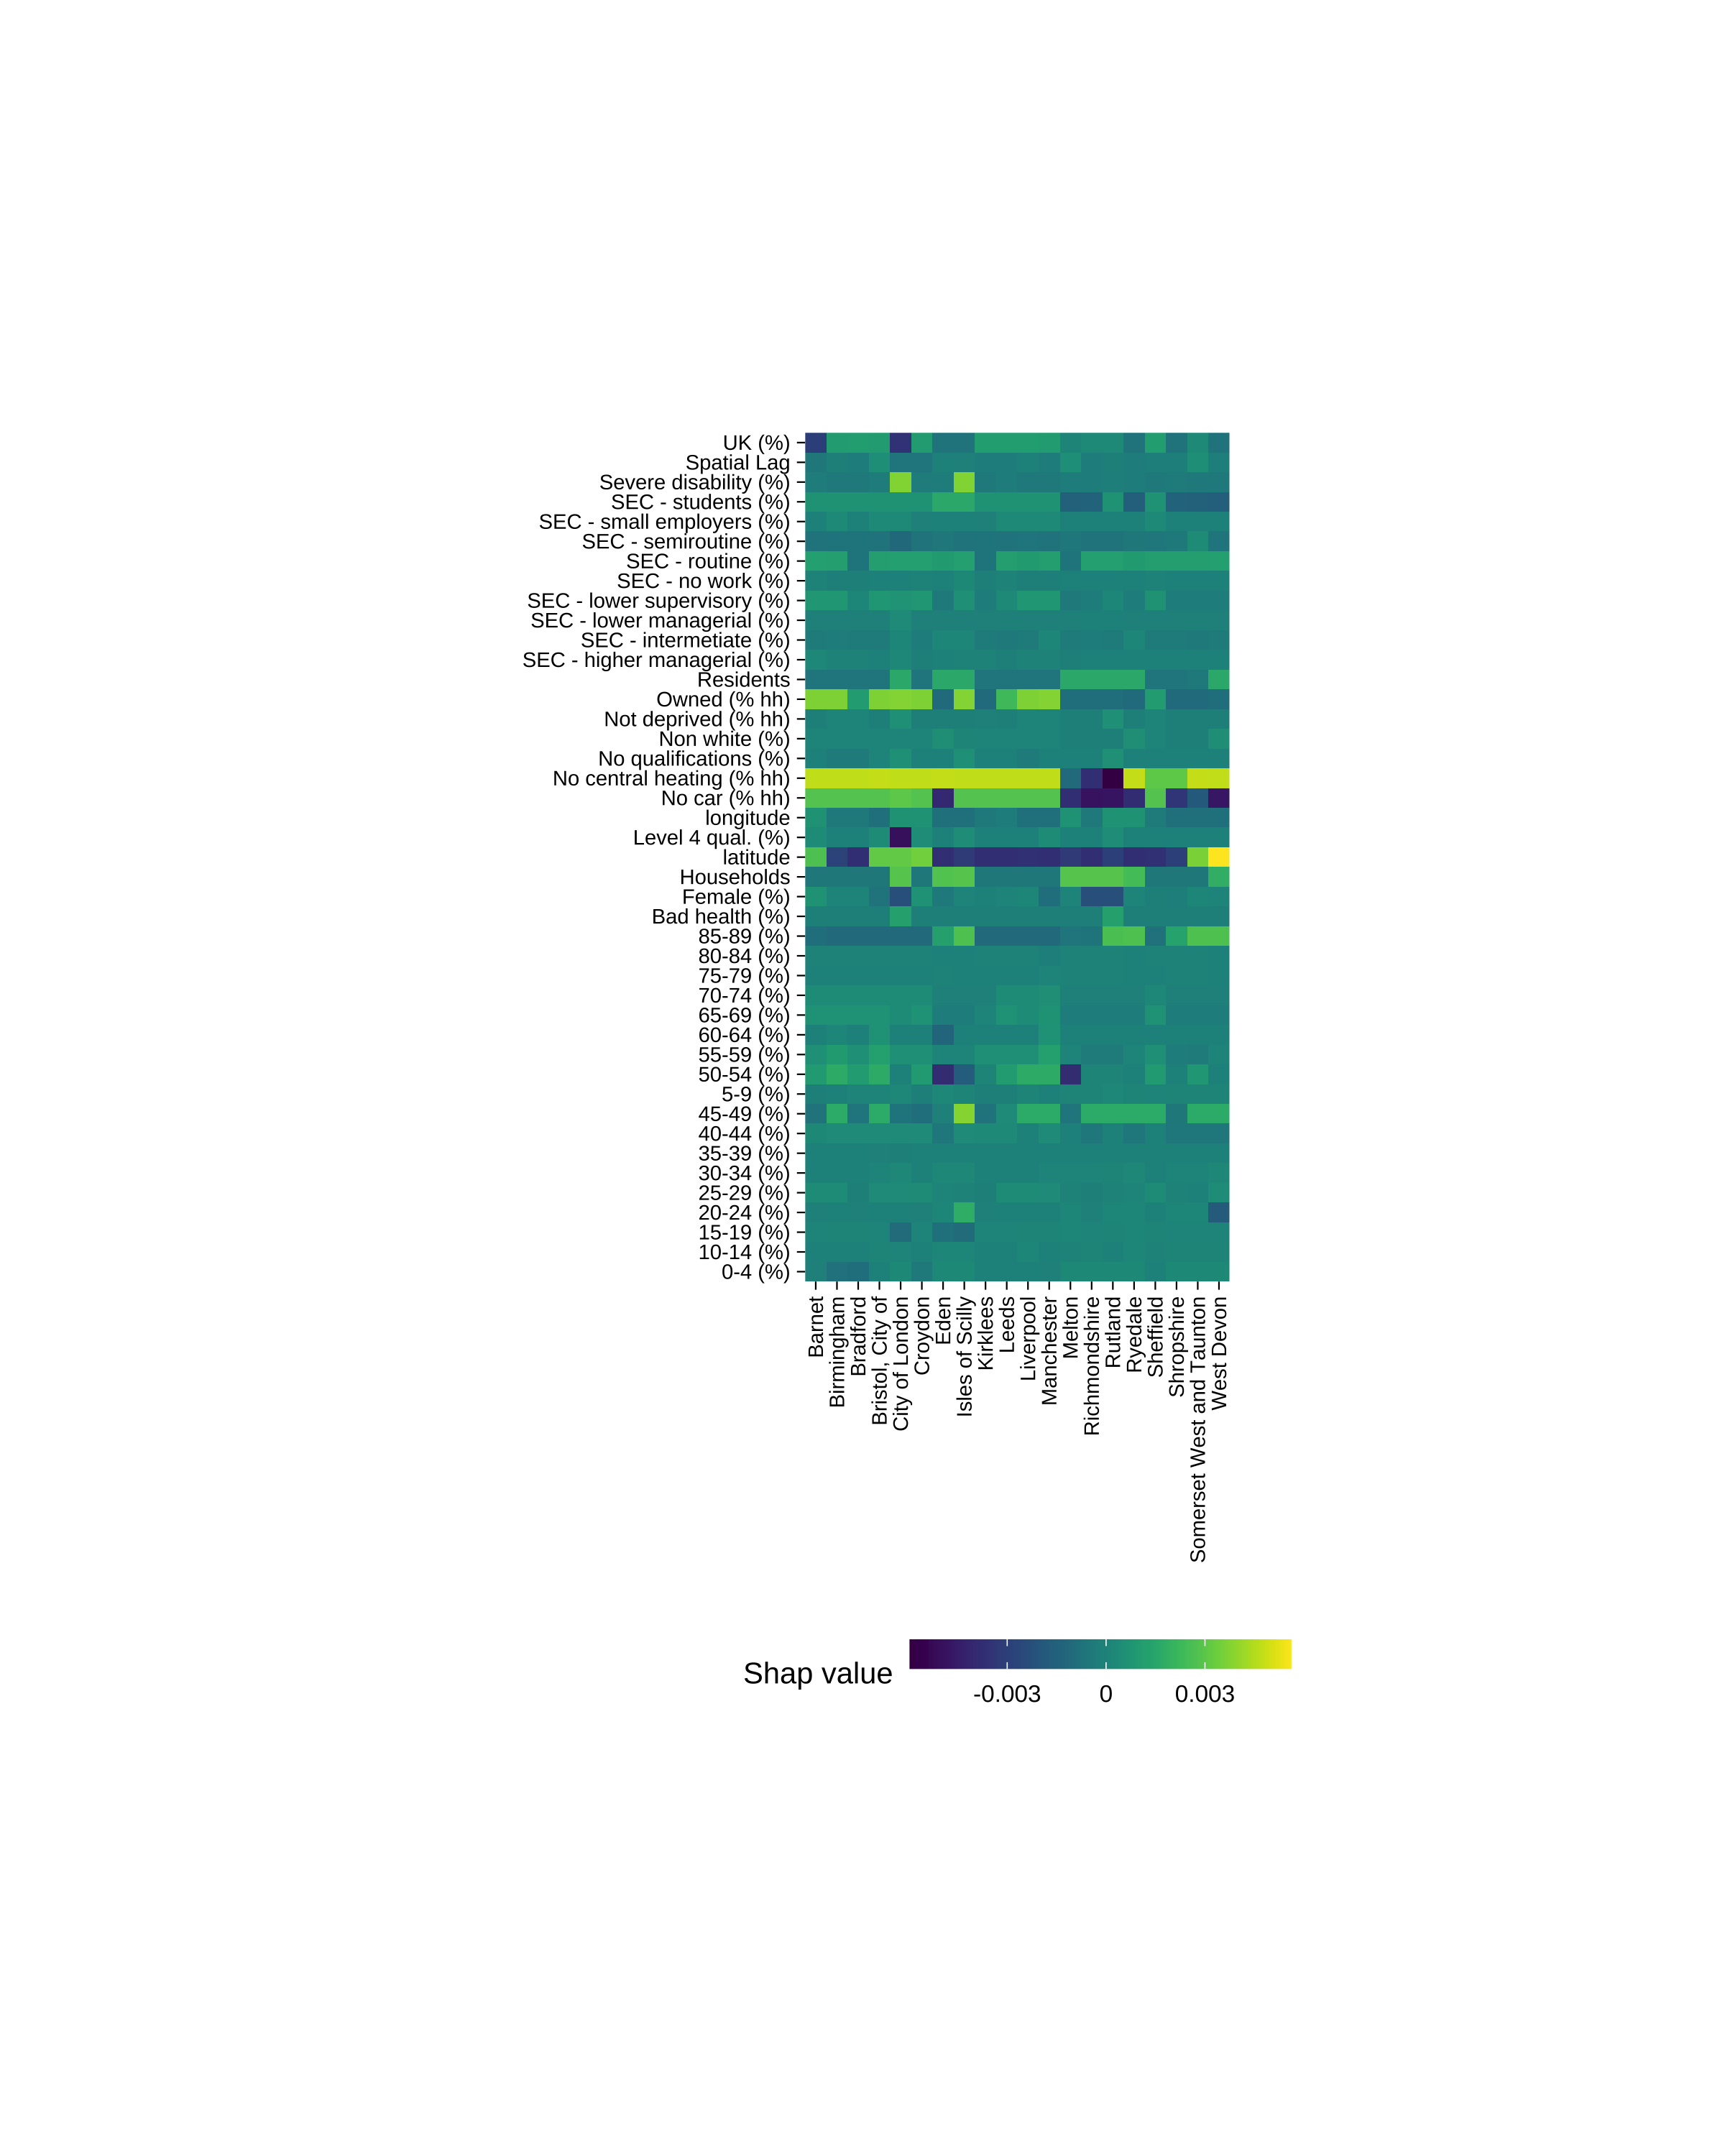 UK (%)
Spatial Lag
Severe disability (%)
SEC - students (%)
SEC - small employers (%)
SEC - semiroutine (%)
SEC - routine (%)
SEC - no work (%)
SEC - lower supervisory (%)
SEC - lower managerial (%)
SEC - intermetiate (%)
SEC - higher managerial (%)
Residents
Owned (% hh)
Not deprived (% hh)
Non white (%)
No qualifications (%)
No central heating (% hh)
No car (% hh)
longitude
Level 4 qual. (%)
latitude
Households
Female (%)
Bad health (%)
85-89 (%)
80-84 (%)
75-79 (%)
70-74 (%)
65-69 (%)
60-64 (%)
55-59 (%)
50-54 (%)
5-9 (%)
45-49 (%)
40-44 (%)
35-39 (%)
30-34 (%)
25-29 (%)
20-24 (%)
15-19 (%)
10-14 (%)
0-4 (%)
Barnet
Birmingham
Bradford
Bristol, City of
City of London
Croydon
Eden
Isles of Scilly
Kirklees
Leeds
Liverpool
Manchester
Melton
Richmondshire
Rutland
Ryedale
Sheffield
Shropshire
Somerset West and Taunton
West Devon
Shap value
-0.003
0
0.003